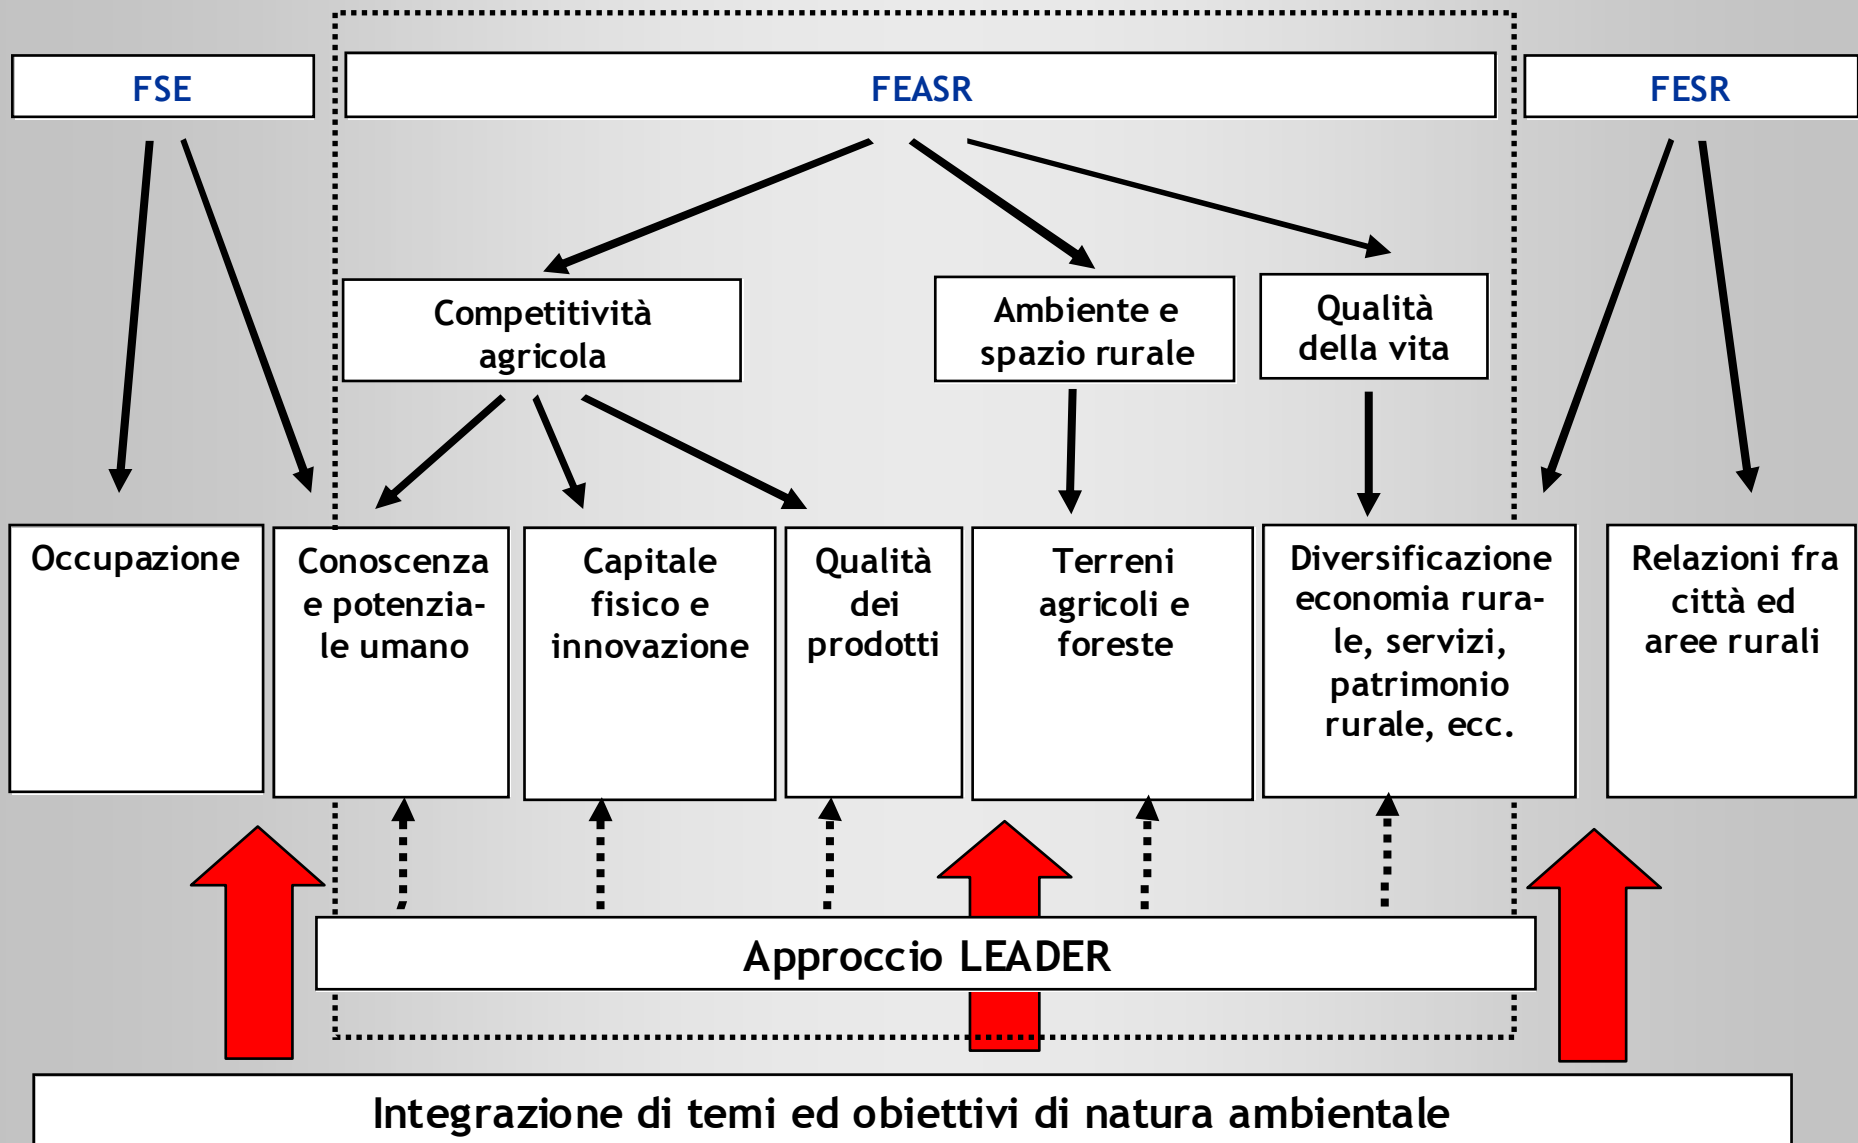 FSE
FEASR
FESR
Competitività
agricola
Ambiente e
spazio rurale
Qualità
della vita
Occupazione
Conoscenza
e potenzia-
le umano
Capitale
fisico e
innovazione
Qualità
dei
prodotti
Terreni
agricoli e
foreste
Diversificazione
economia rura-
le, servizi,
patrimonio
rurale, ecc.
Relazioni fra
città ed
aree rurali
Approccio LEADER
Integrazione di temi ed obiettivi di natura ambientale